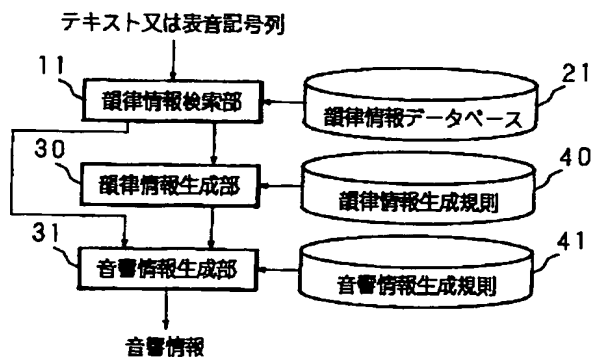 テキスト又は表音記号列
11
21
韻律情報検索部
韻律情報データベース
30
40
韻律情報生成部
韻律情報生成規則
31
41
音響情報生成部
音響情報生成規則
音響情報